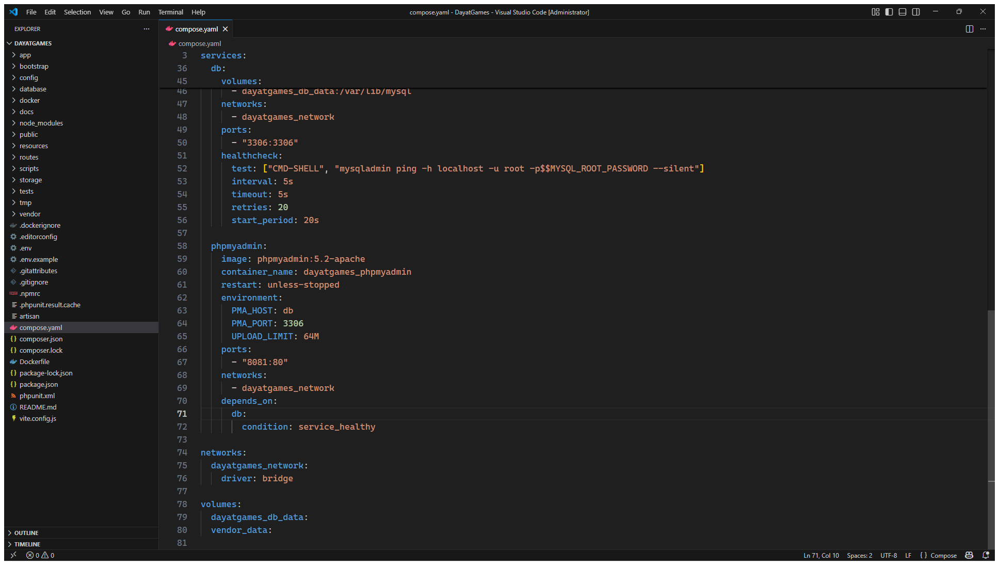 File Edit Selection View Go Run Terminal Help
compose.yaml - DayatGames - Visual Studio Code [Administrator]
EXPLORER
DAYATGAMES
app
bootstrap
config
database
docker
docs
node_modules
public
resources
routes
scripts
storage
tests
tmp
vendor
.dockerignore
.editorconfig
.env
.env.example
.gitattributes
.gitignore
.npmrc
.phpunit.result.cache
artisan
compose.yaml
composer.json
composer.lock
Dockerfile
package-lock.json
package.json
phpunit.xml
README.md
vite.config.js
OUTLINE
TIMELINE
compose.yaml
compose.yaml
3 services:
36   db:
45     volumes:
46       - dayatgames_db_data:/var/lib/mysql
47     networks:
48       - dayatgames_network
49     ports:
50       - "3306:3306"
51     healthcheck:
52       test: ["CMD-SHELL", "mysqladmin ping -h localhost -u root -p$$MYSQL_ROOT_PASSWORD --silent"]
53       interval: 5s
54       timeout: 5s
55       retries: 20
56       start_period: 20s
57
58   phpmyadmin:
59     image: phpmyadmin:5.2-apache
60     container_name: dayatgames_phpmyadmin
61     restart: unless-stopped
62     environment:
63       PMA_HOST: db
64       PMA_PORT: 3306
65       UPLOAD_LIMIT: 64M
66     ports:
67       - "8081:80"
68     networks:
69       - dayatgames_network
70     depends_on:
71       db:
72         condition: service_healthy
73
74 networks:
75   dayatgames_network:
76     driver: bridge
77
78 volumes:
79   dayatgames_db_data:
80   vendor_data:
81
0 0
Ln 71, Col 10 Spaces: 2 UTF-8 LF { } Compose